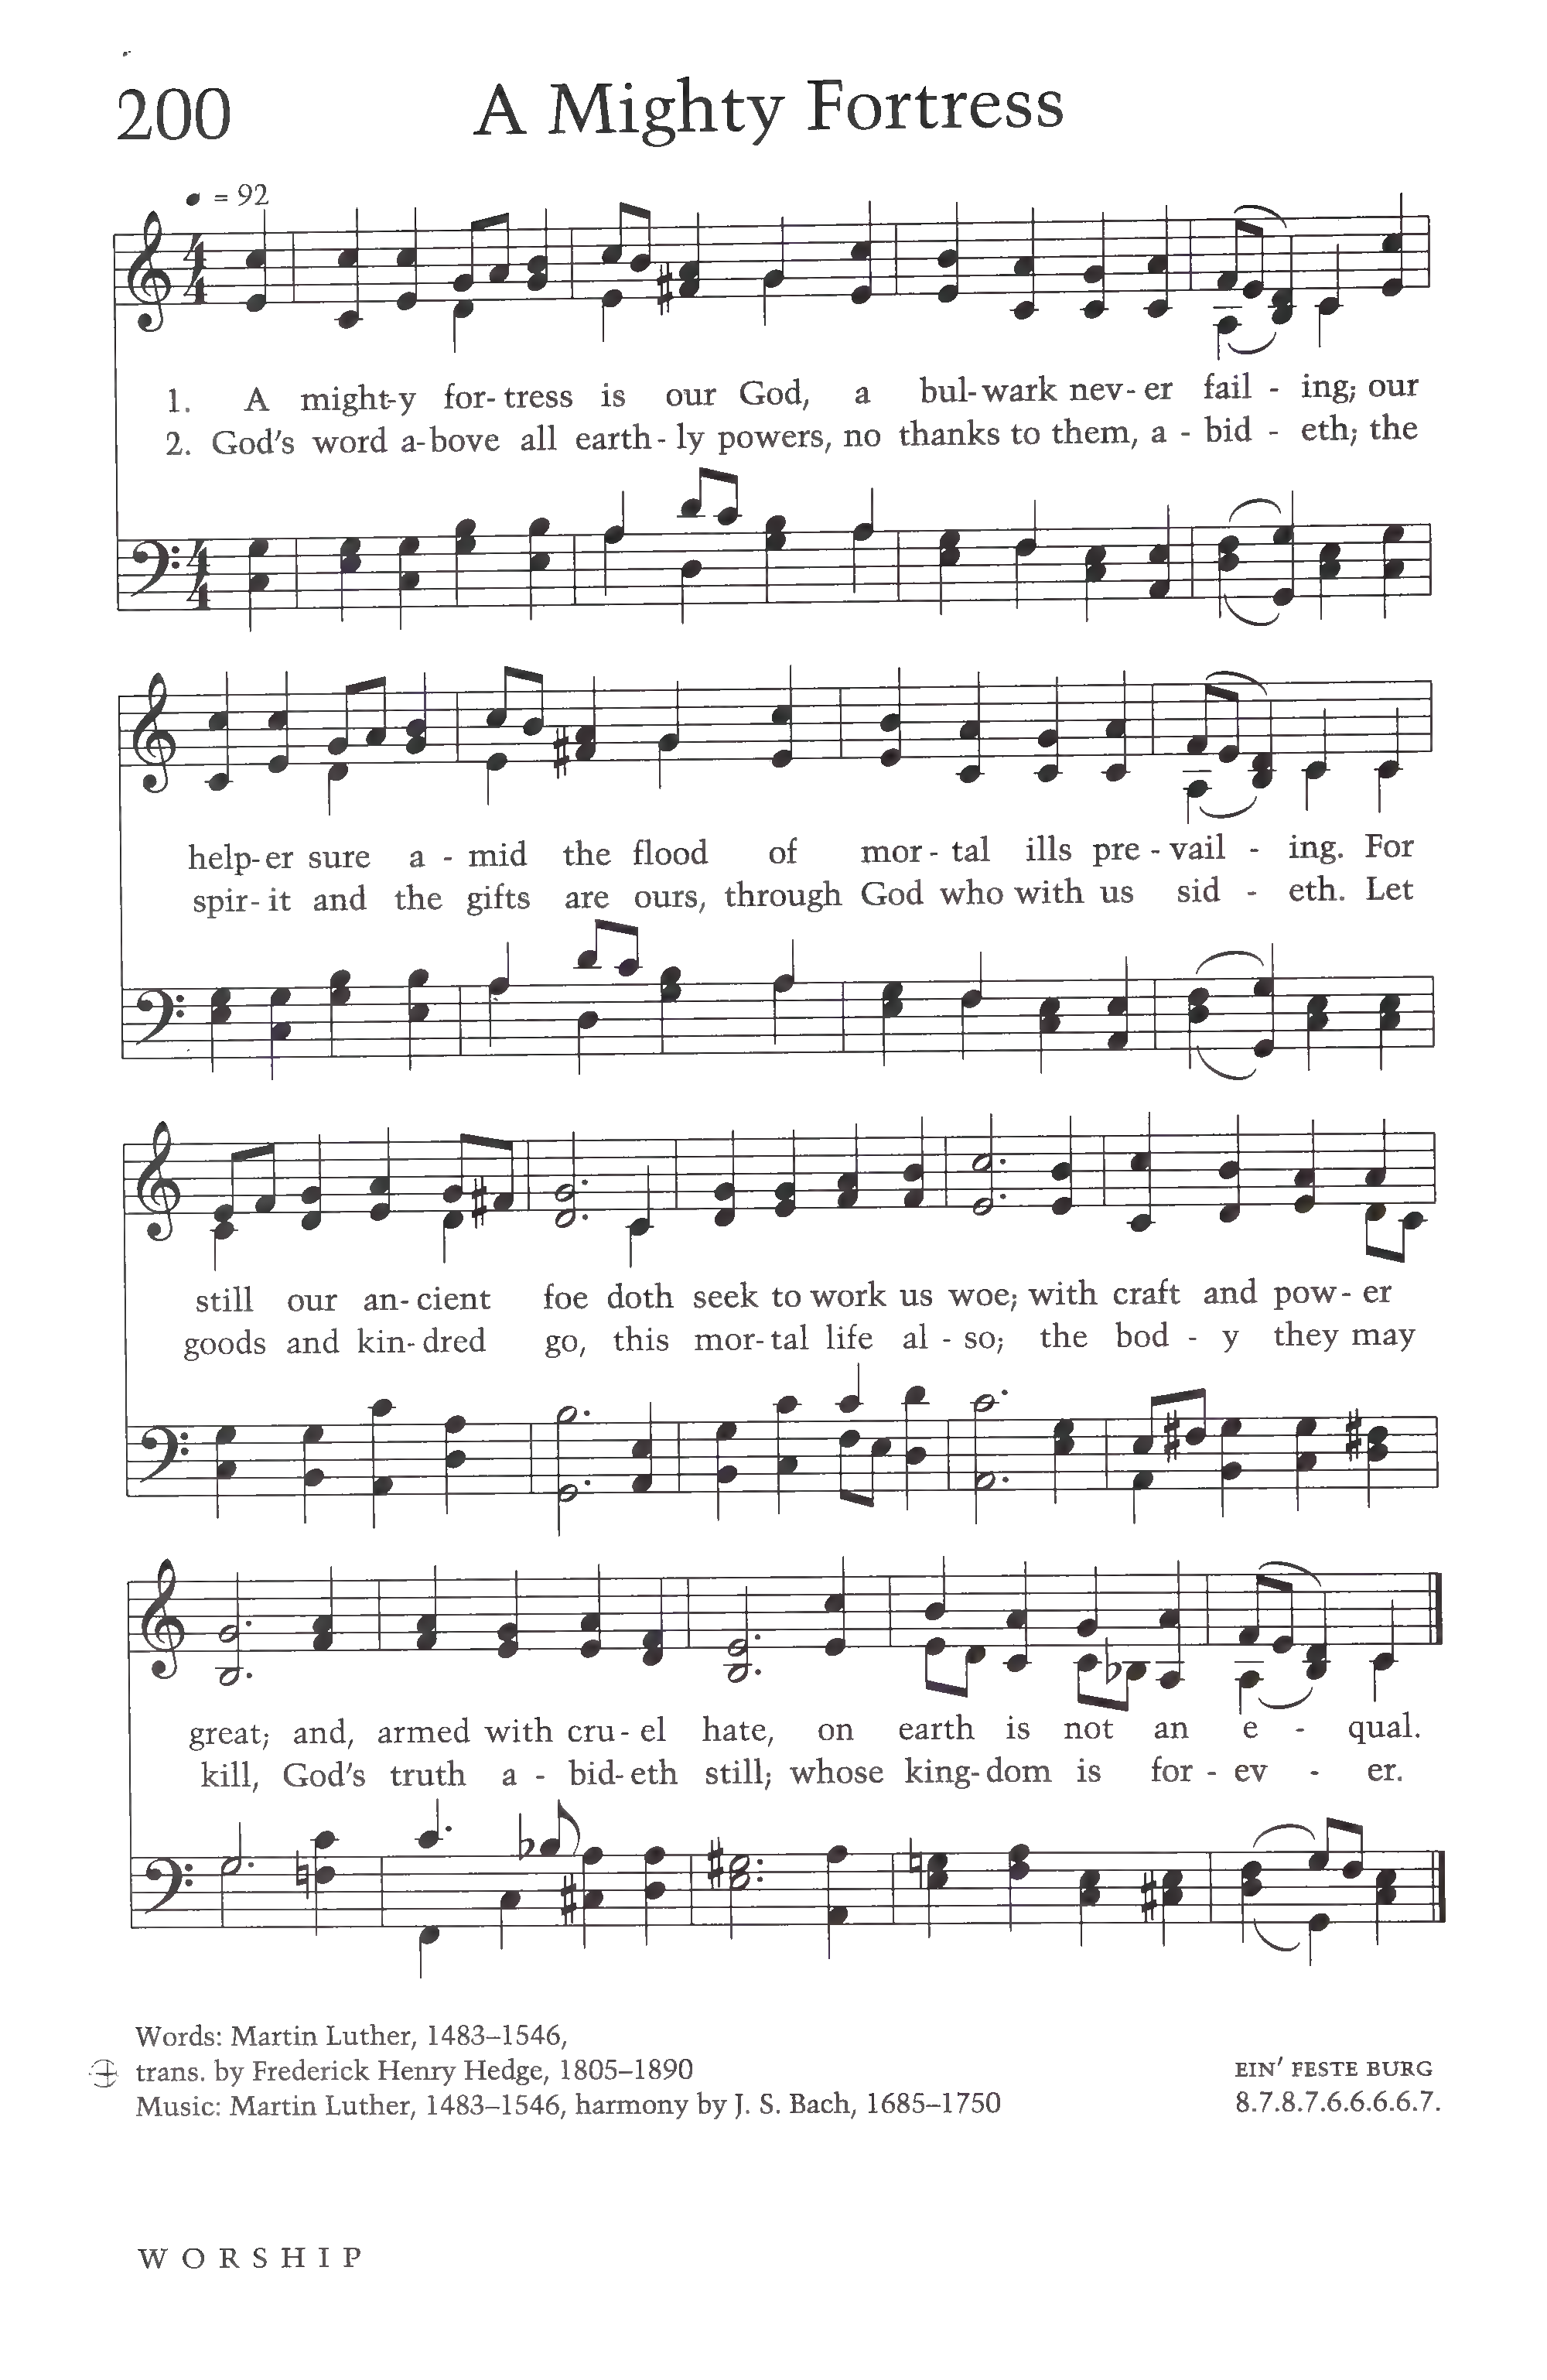 200 A Mighty Fortress
= 92
4 4
1. A might-y for-tress is our God, a bul-wark nev-er fail - ing; our
2. God's word a-bove all earth-ly powers, no thanks to them, a - bid - eth; the
4 4
help-er sure a - mid the flood of mor-tal ills pre-vail - ing. For
spir-it and the gifts are ours, through God who with us sid - eth. Let
still our an-cient foe doth seek to work us woe; with craft and pow-er
goods and kin-dred go, this mor-tal life al - so; the bod - y they may
great; and, armed with cru-el hate, on earth is not an e - qual.
kill, God's truth a - bid-eth still; whose king-dom is for - ev - er.
Words: Martin Luther, 1483–1546,
trans. by Frederick Henry Hedge, 1805–1890 EIN' FESTE BURG
Music: Martin Luther, 1483–1546, harmony by J. S. Bach, 1685–1750 8.7.8.7.6.6.6.6.7.
WORSHIP